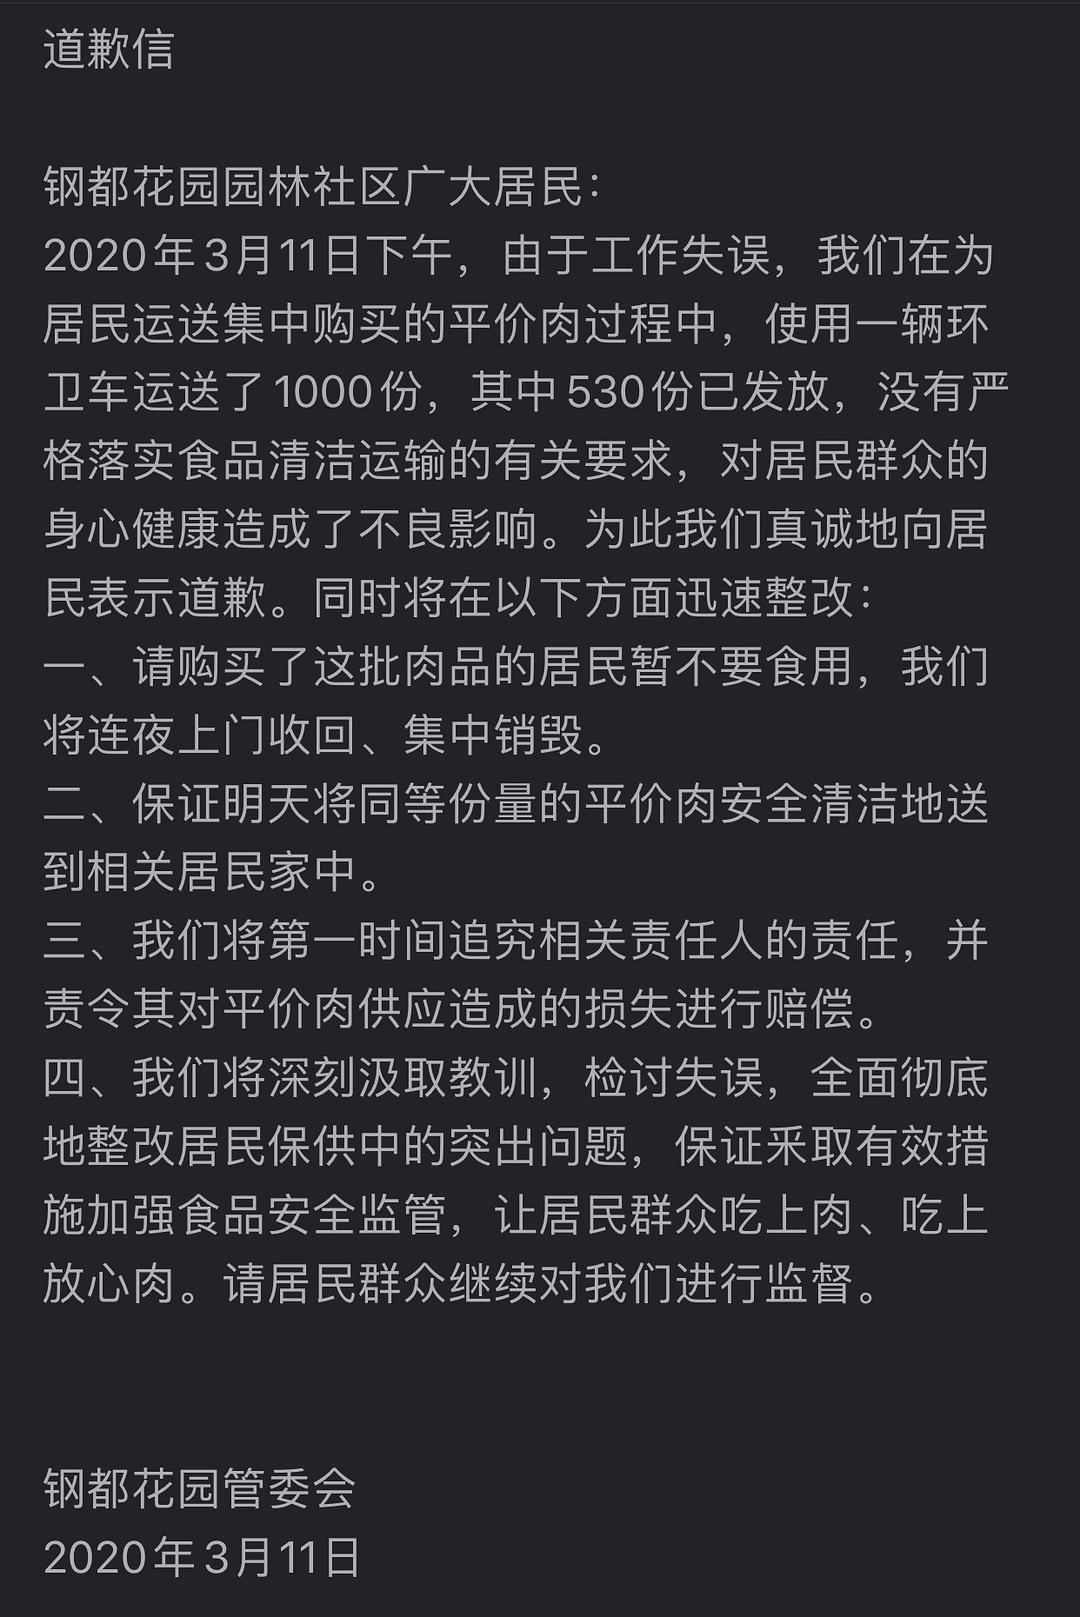 道歉信
钢都花园园林社区广大居民：
2020年3月11日下午，由于工作失误，我们在为
居民运送集中购买的平价肉过程中，使用一辆环
卫车运送了1000份，其中530份已发放，没有严
格落实食品清洁运输的有关要求，对居民群众的
身心健康造成了不良影响。为此我们真诚地向居
民表示道歉。同时将在以下方面迅速整改：
一、请购买了这批肉品的居民暂不要食用，我们
将连夜上门收回、集中销毁。
二、保证明天将同等份量的平价肉安全清洁地送
到相关居民家中。
三、我们将第一时间追究相关责任人的责任，并
责令其对平价肉供应造成的损失进行赔偿。
四、我们将深刻汲取教训，检讨失误，全面彻底
地整改居民保供中的突出问题，保证采取有效措
施加强食品安全监管，让居民群众吃上肉、吃上
放心肉。请居民群众继续对我们进行监督。
钢都花园管委会
2020年3月11日